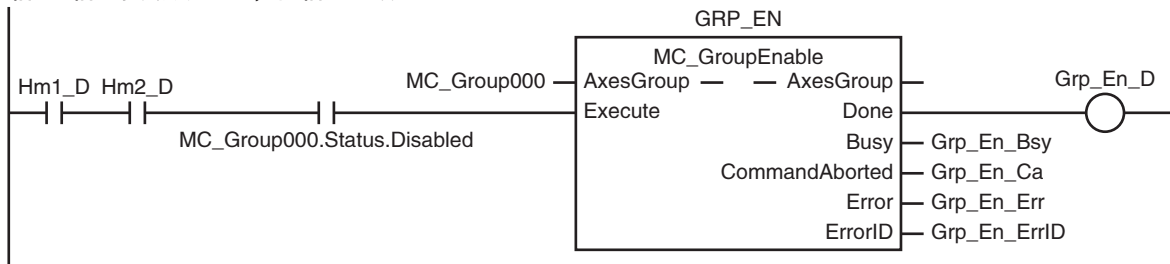 GRP_EN
MC_GroupEnable
MC_Group000 AxesGroup AxesGroup
Hm1_D Hm2_D Grp_En_D
Execute Done
MC_Group000.Status.Disabled
Busy Grp_En_Bsy
CommandAborted Grp_En_Ca
Error Grp_En_Err
ErrorID Grp_En_ErrID